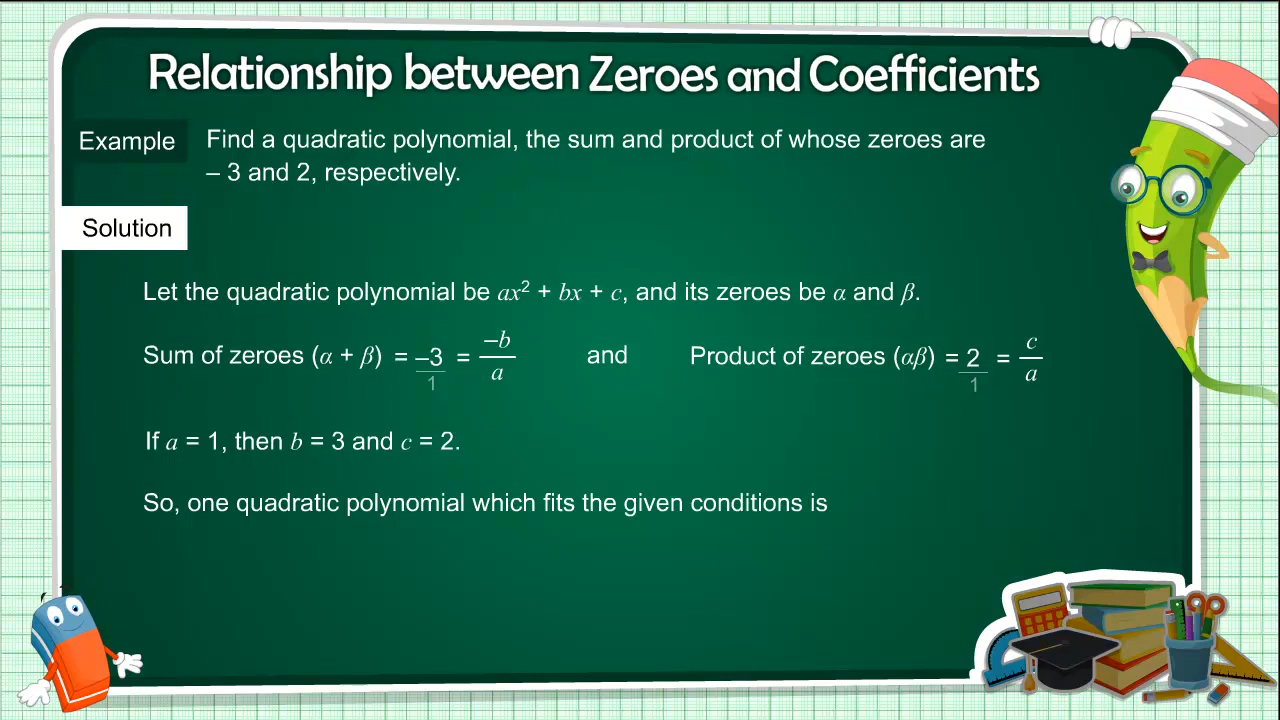 Relationship between Zeroes and Coefficients
Example Find a quadratic polynomial, the sum and product of whose zeroes are
– 3 and 2, respectively.
Solution
Let the quadratic polynomial be ax² + bx + c, and its zeroes be α and β.
Sum of zeroes (α + β) = –3/1 = –b/a and Product of zeroes (αβ) = 2/1 = c/a
If a = 1, then b = 3 and c = 2.
So, one quadratic polynomial which fits the given conditions is